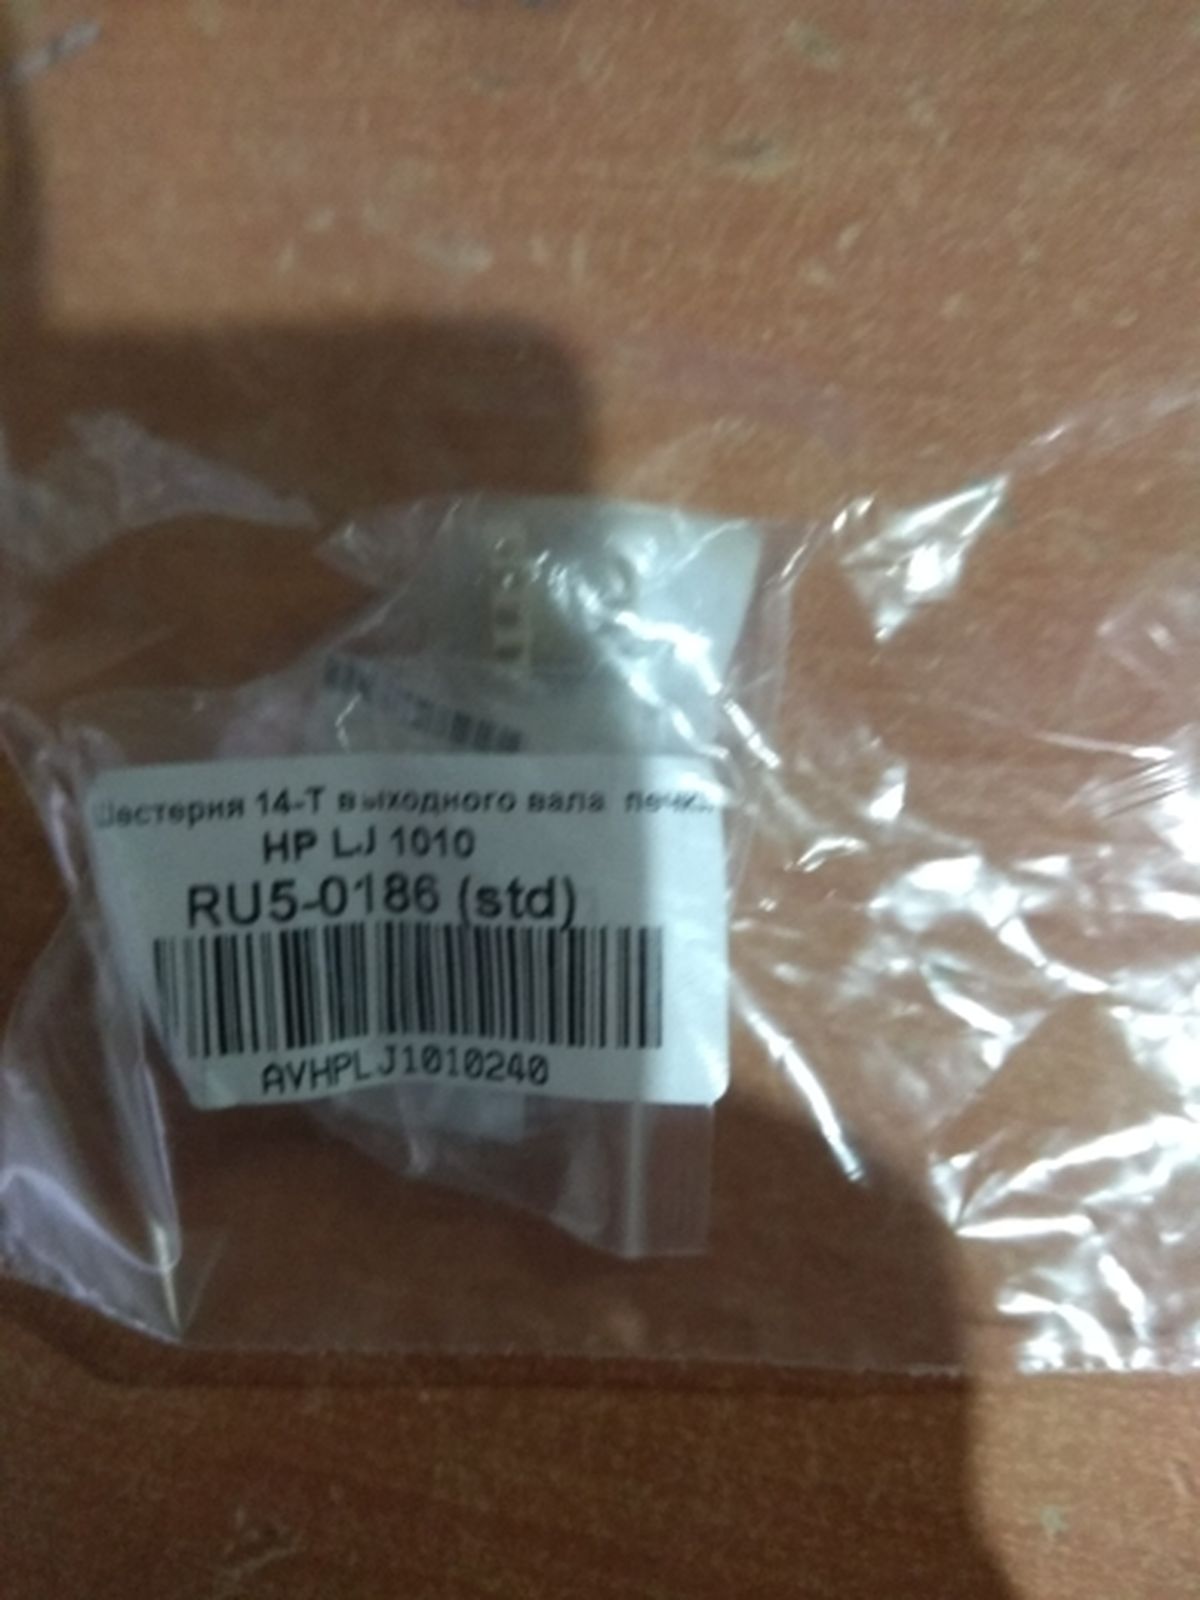 Шестерня 14-T выходного вала печки
HP LJ 1010
RU5-0186 (std)
AVHPLJ1010240